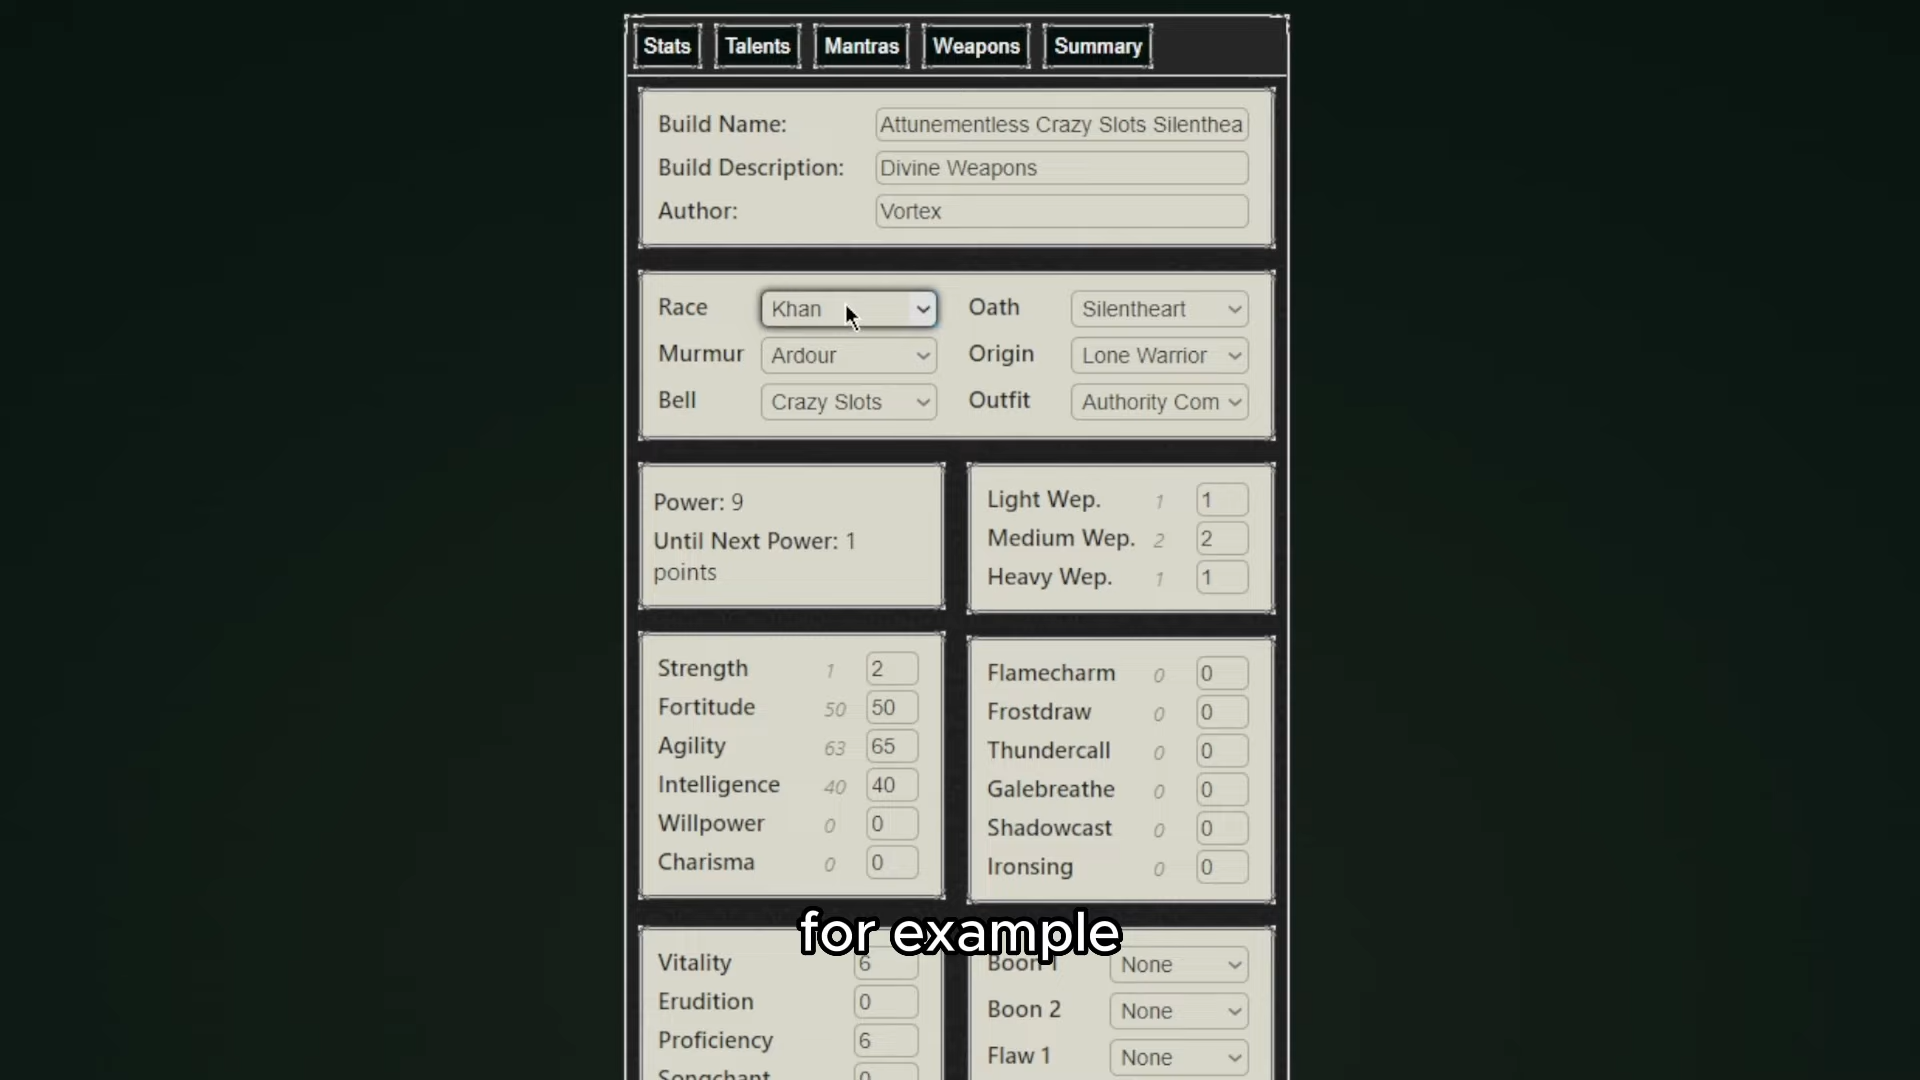 Stats Talents Mantras Weapons Summary
Build Name: Attunementless Crazy Slots Silenthea
Build Description: Divine Weapons
Author: Vortex
Race Khan Oath Silentheart
Murmur Ardour Origin Lone Warrior
Bell Crazy Slots Outfit Authority Com
Power: 9
Until Next Power: 1
points
Light Wep. 1 1
Medium Wep. 2 2
Heavy Wep. 1 1
Strength 1 2
Fortitude 50 50
Agility 63 65
Intelligence 40 40
Willpower 0 0
Charisma 0 0
Flamecharm 0 0
Frostdraw 0 0
Thundercall 0 0
Galebreathe 0 0
Shadowcast 0 0
Ironsing 0 0
for example
Vitality 6
Erudition 0
Proficiency 6
Songchant 0
Boon 1 None
Boon 2 None
Flaw 1 None